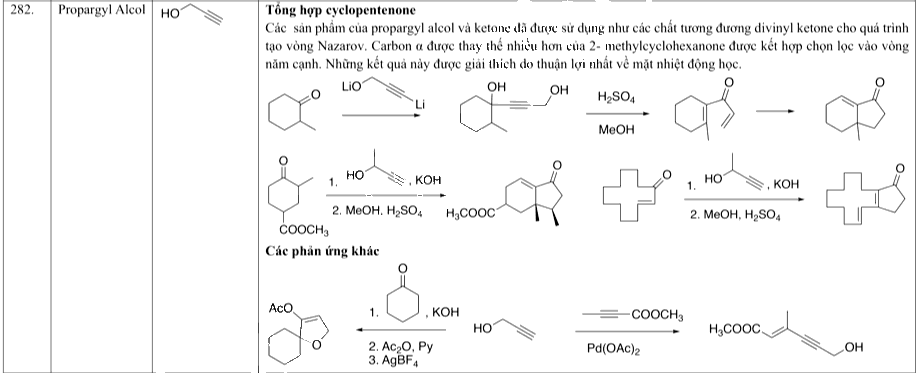 282.
Propargyl Alcol
HO
Tổng hợp cyclopentenone
Các sản phẩm của propargyl alcol và ketone đã được sử dụng như các chất tương đương divinyl ketone cho quá trình
tạo vòng Nazarov. Carbon α được thay thế nhiều hơn của 2- methylcyclohexanone được kết hợp chọn lọc vào vòng
năm cạnh. Những kết quả này được giải thích do thuận lợi nhất về mặt nhiệt động học.
O
LiO
Li
OH
OH
H₂SO₄
MeOH
O
O
O
COOCH₃
1. HO , KOH
2. MeOH, H₂SO₄
O
H₃COOC
O
1. HO , KOH
2. MeOH, H₂SO₄
O
Các phản ứng khác
AcO
O
O
1. , KOH
2. Ac₂O, Py
3. AgBF₄
HO
COOCH₃
Pd(OAc)₂
H₃COOC
OH